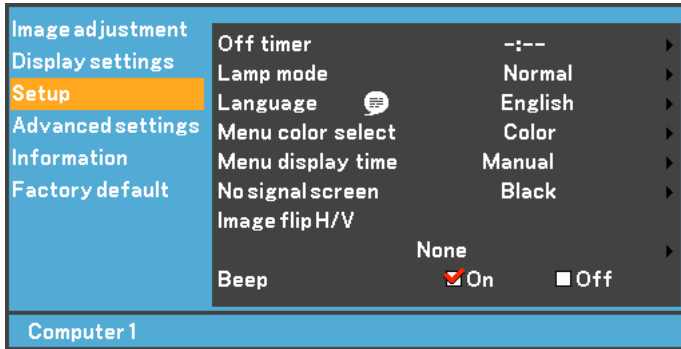 Image adjustment
Display settings
Setup
Advanced settings
Information
Factory default
Off timer -:--
Lamp mode Normal
Language English
Menu color select Color
Menu display time Manual
No signal screen Black
Image flip H/V
None
Beep On Off
Computer 1